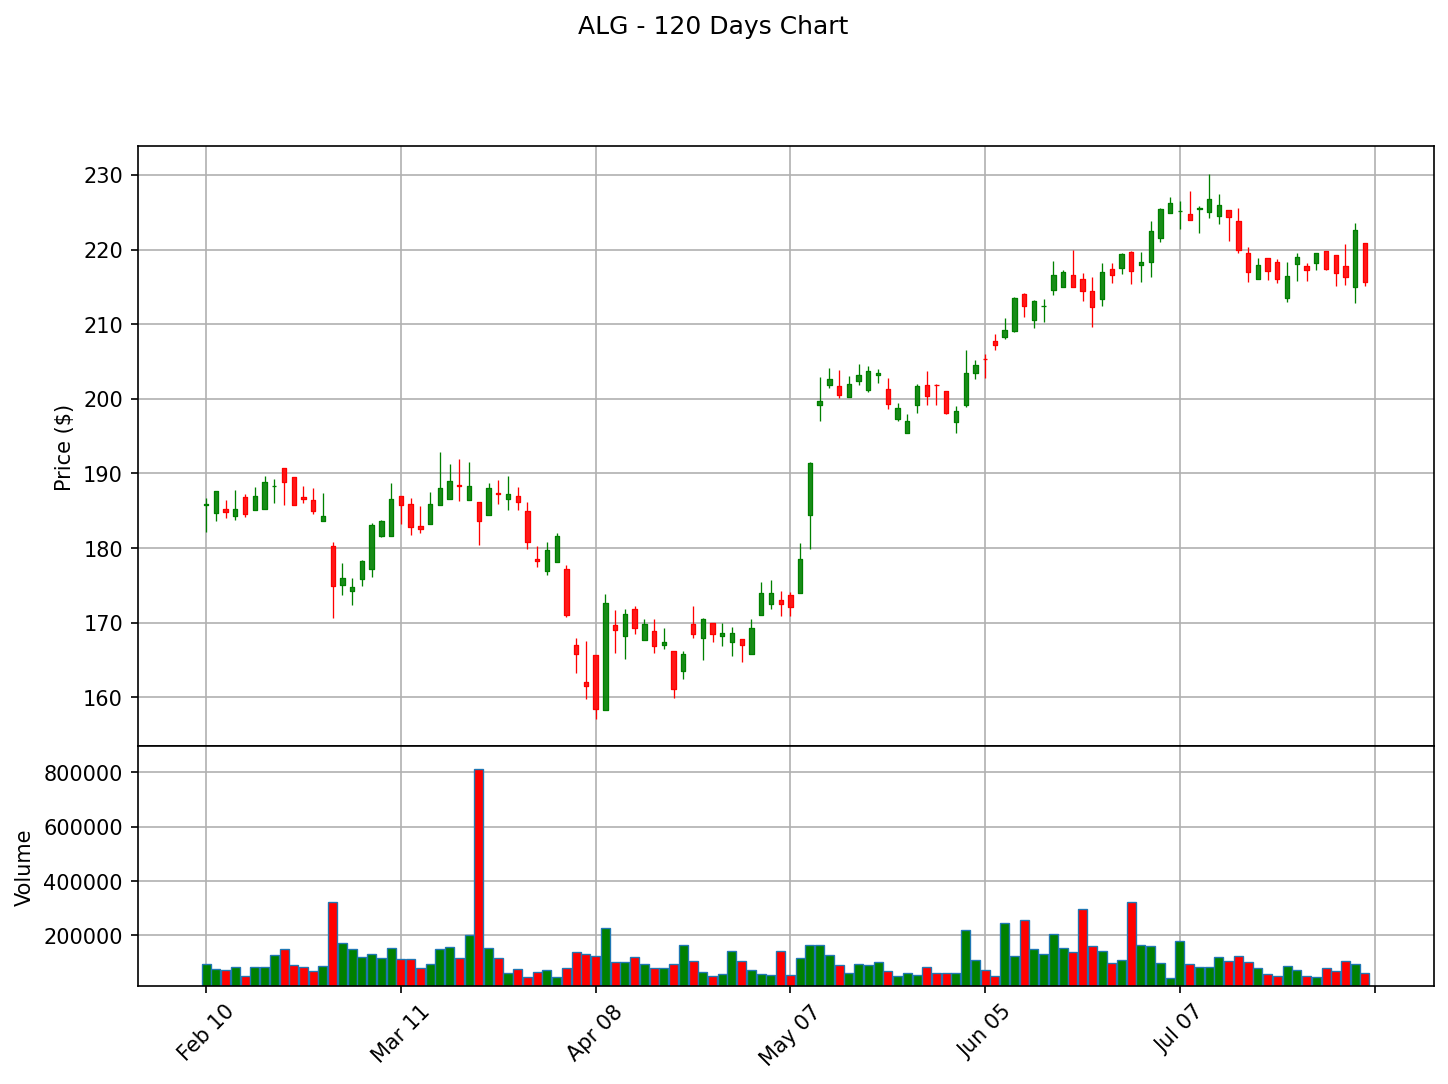 ALG - 120 Days Chart
230
220
210
200
190
180
170
160
Price ($)
800000
600000
400000
200000
Volume
Feb 10
Mar 11
Apr 08
May 07
Jun 05
Jul 07